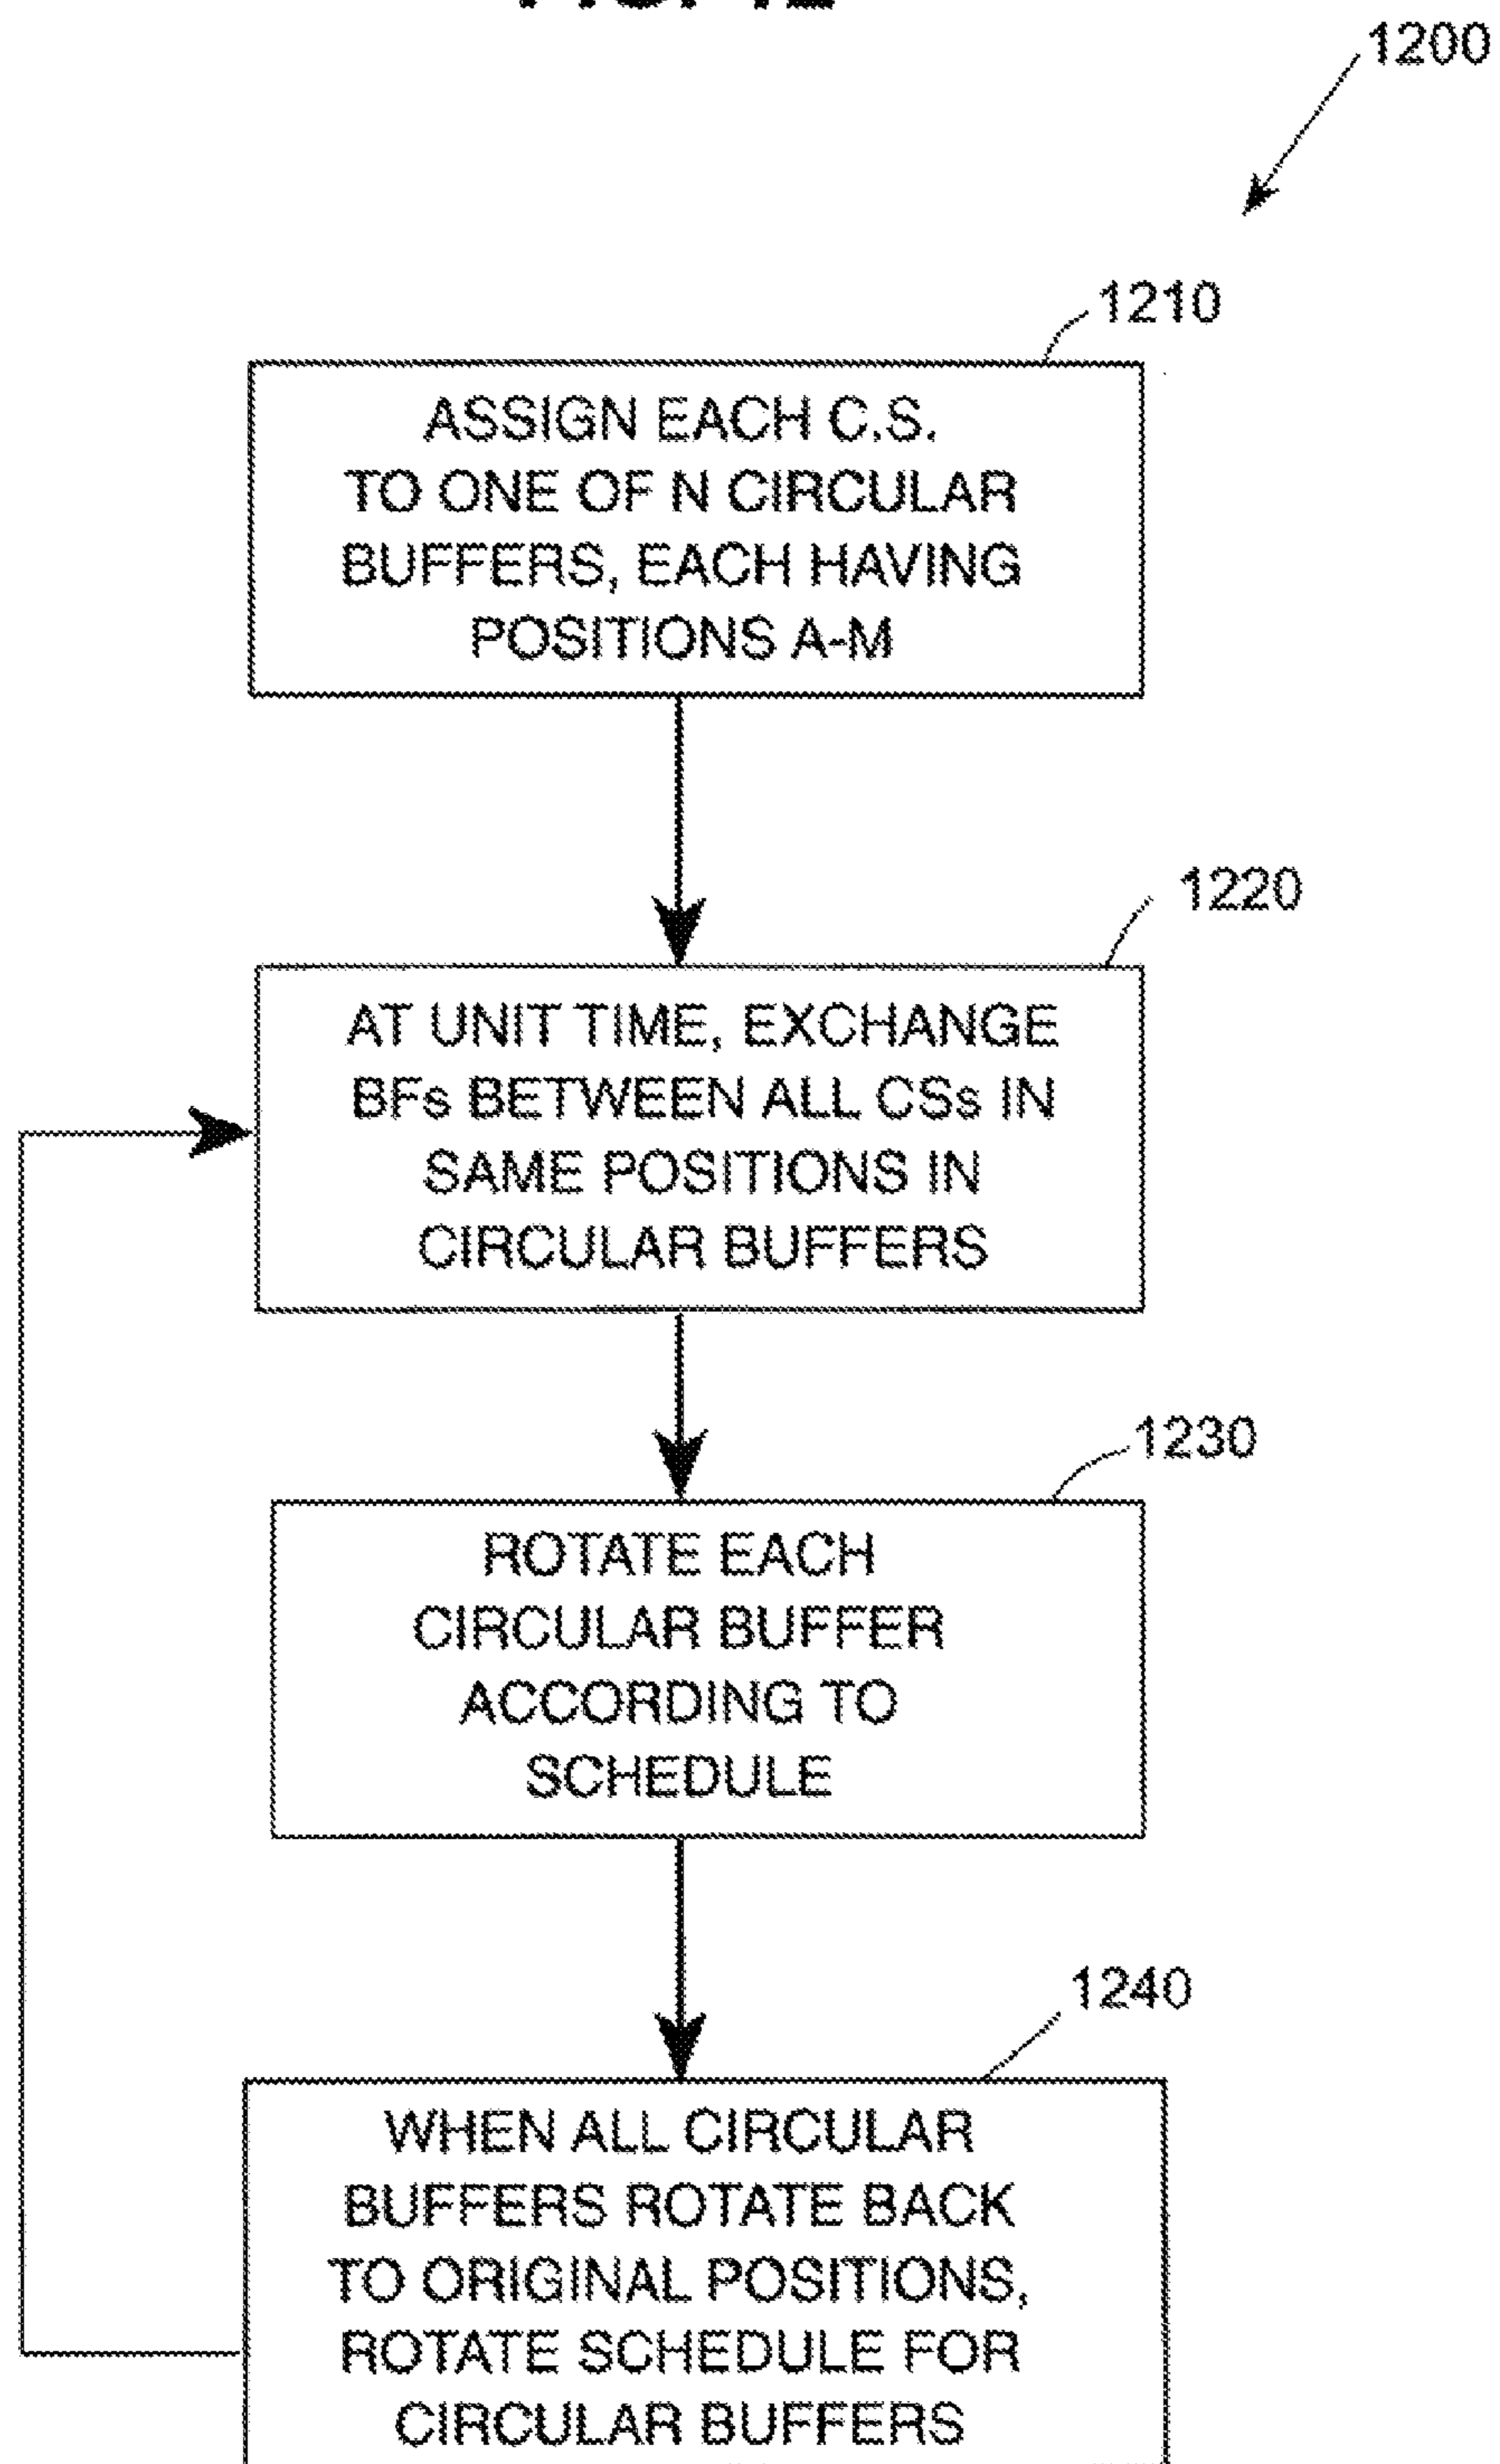 1200
1210
ASSIGN EACH C.S.
TO ONE OF N CIRCULAR
BUFFERS, EACH HAVING
POSITIONS A-M
1220
AT UNIT TIME, EXCHANGE
BFs BETWEEN ALL CSs IN
SAME POSITIONS IN
CIRCULAR BUFFERS
1230
ROTATE EACH
CIRCULAR BUFFER
ACCORDING TO
SCHEDULE
1240
WHEN ALL CIRCULAR
BUFFERS ROTATE BACK
TO ORIGINAL POSITIONS,
ROTATE SCHEDULE FOR
CIRCULAR BUFFERS